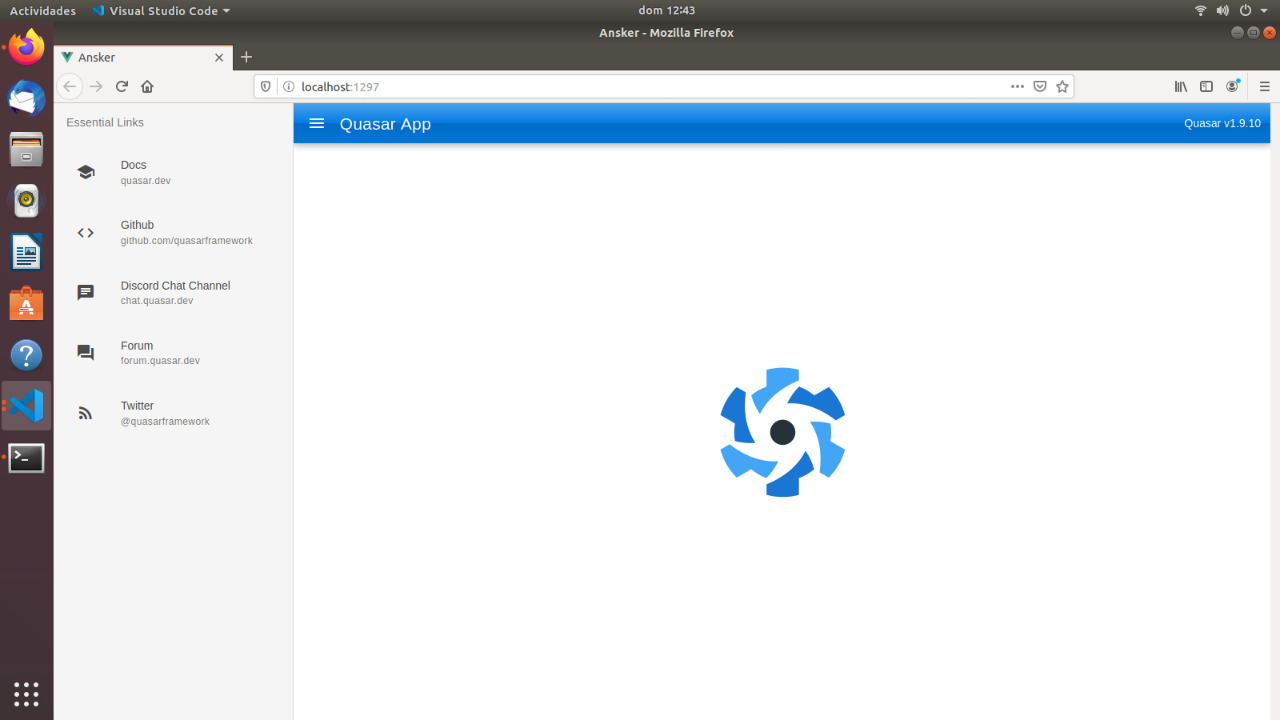 Actividades
Visual Studio Code
dom 12:43
Ansker - Mozilla Firefox
Ansker
localhost:1297
Essential Links
Quasar App
Quasar v1.9.10
Docs
quasar.dev
Github
github.com/quasarframework
Discord Chat Channel
chat.quasar.dev
Forum
forum.quasar.dev
Twitter
@quasarframework